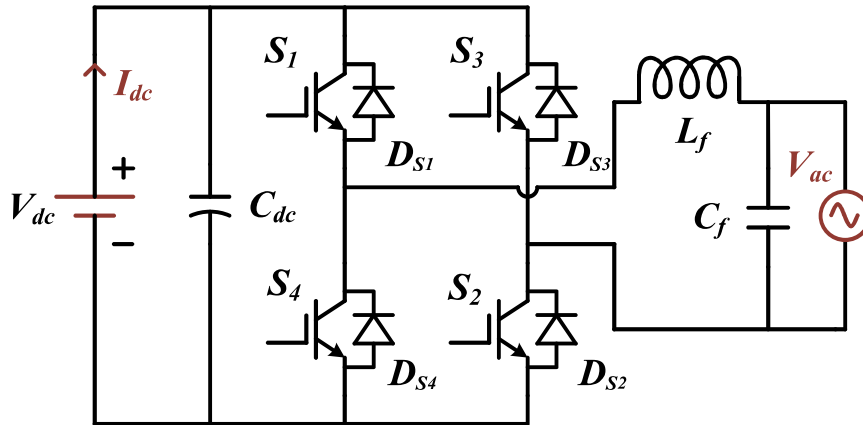 S1
S3
Idc
DS1
DS3
Lf
+
Vdc
Cdc
Vac
Cf
−
S4
S2
DS4
DS2